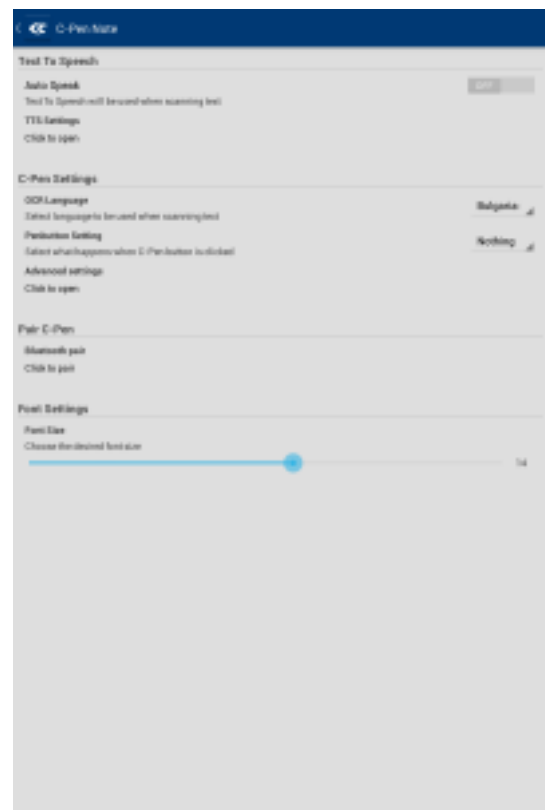 C-Pen Note
Text To Speech
Auto Speak
OFF
Text To Speech will be used when scanning text
TTS Settings
Click to open
C-Pen Settings
OCR Language
Select language to be used when scanning text
Bulgaria
Penbutton Setting
Select what happens when C-Pen button is clicked
Nothing
Advanced settings
Click to open
Pair C-Pen
Bluetooth pair
Click to pair
Font Settings
Font Size
Choose the desired font size
14